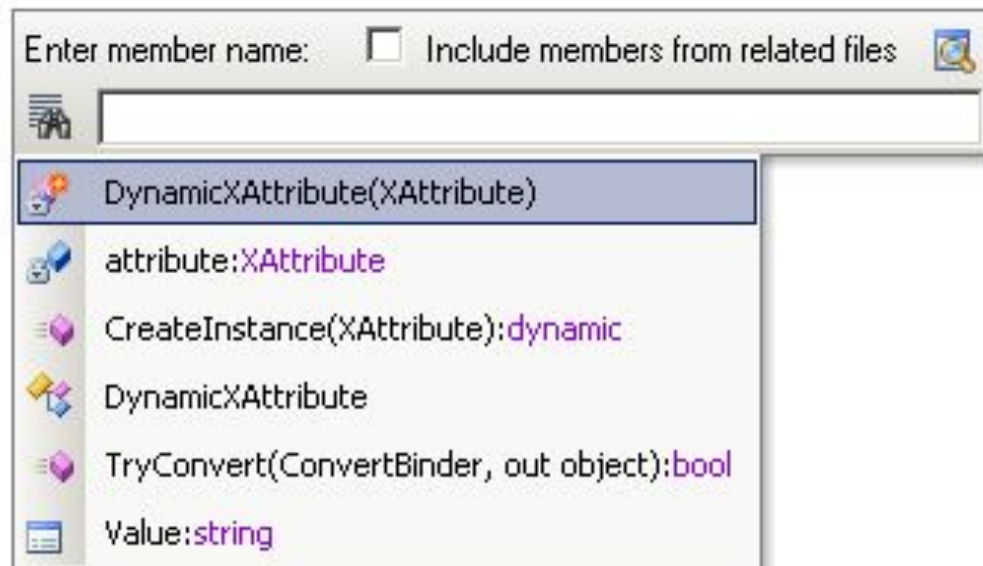 Enter member name: Include members from related files
DynamicXAttribute(XAttribute)
attribute:XAttribute
CreateInstance(XAttribute):dynamic
DynamicXAttribute
TryConvert(ConvertBinder, out object):bool
Value:string